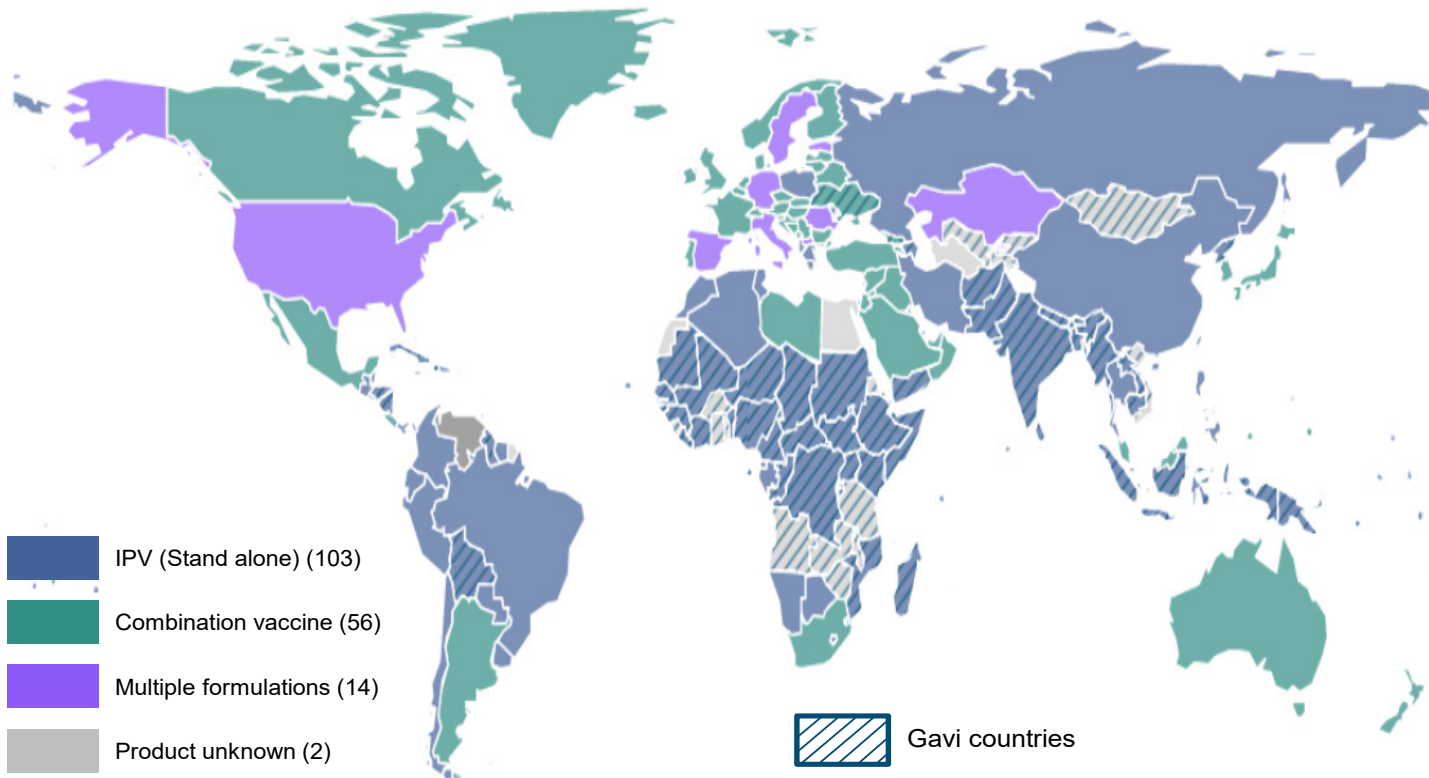 IPV (Stand alone) (103)
Combination vaccine (56)
Multiple formulations (14)
Product unknown (2)
Gavi countries